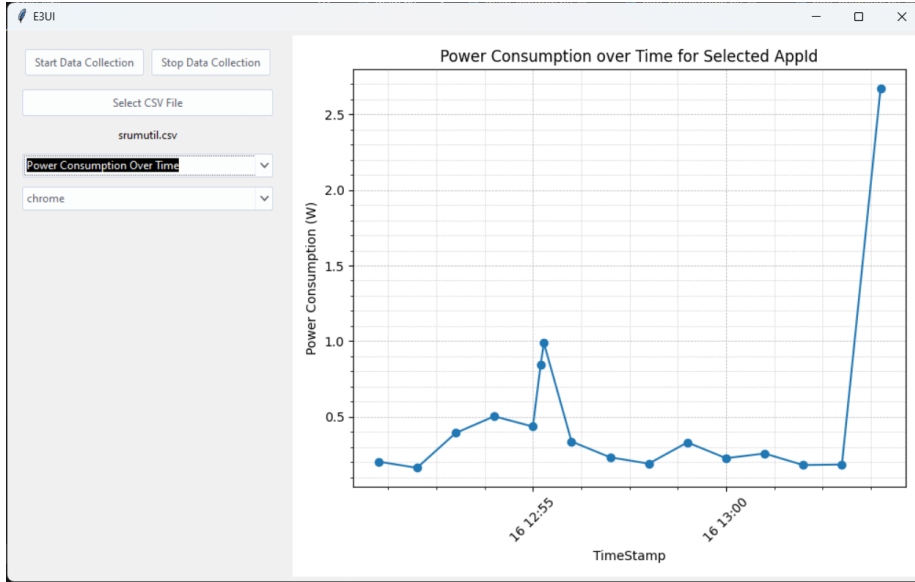 E3UI
Start Data Collection
Stop Data Collection
Select CSV File
srumutil.csv
Power Consumption Over Time
chrome
Power Consumption over Time for Selected AppId
Power Consumption (W)
2.5
2.0
1.5
1.0
0.5
16 12:55
16 13:00
TimeStamp